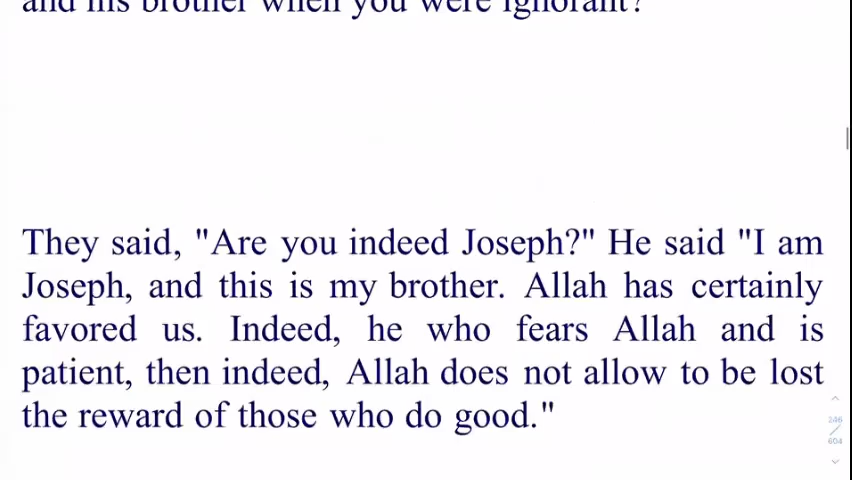 and his brother when you were ignorant?
They said, "Are you indeed Joseph?" He said "I am
Joseph, and this is my brother. Allah has certainly
favored us. Indeed, he who fears Allah and is
patient, then indeed, Allah does not allow to be lost
the reward of those who do good."
246
604